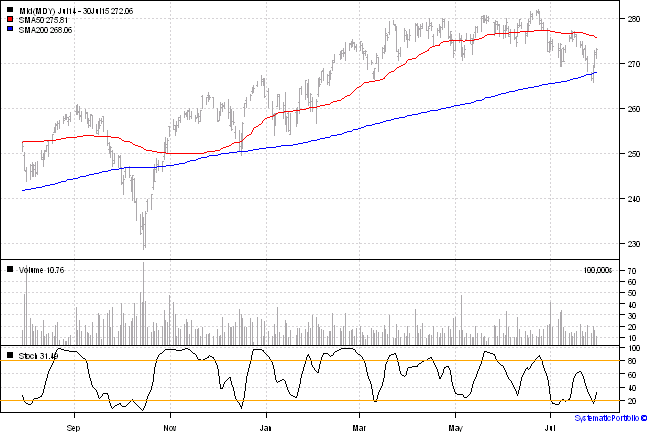 Mid(MDY) Jul14 - 30Jul15 272.06
SMA50 275.81
SMA200 268.06
280
270
260
250
240
230
Volume 10.76
100,000s
70
60
50
40
30
20
10
Stoch 31.49
100
80
60
40
20
Sep Nov Jan Mar May Jul
SystematicPortfolio ©